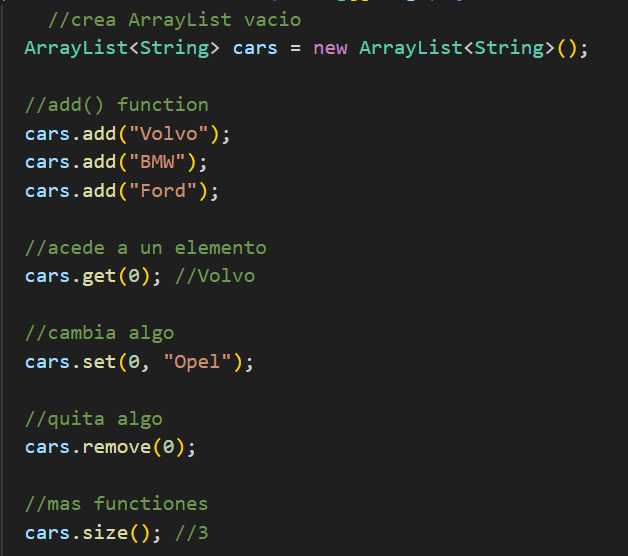 //crea ArrayList vacio
ArrayList<String> cars = new ArrayList<String>();
//add() function
cars.add("Volvo");
cars.add("BMW");
cars.add("Ford");
//acede a un elemento
cars.get(0); //Volvo
//cambia algo
cars.set(0, "Opel");
//quita algo
cars.remove(0);
//mas functiones
cars.size(); //3